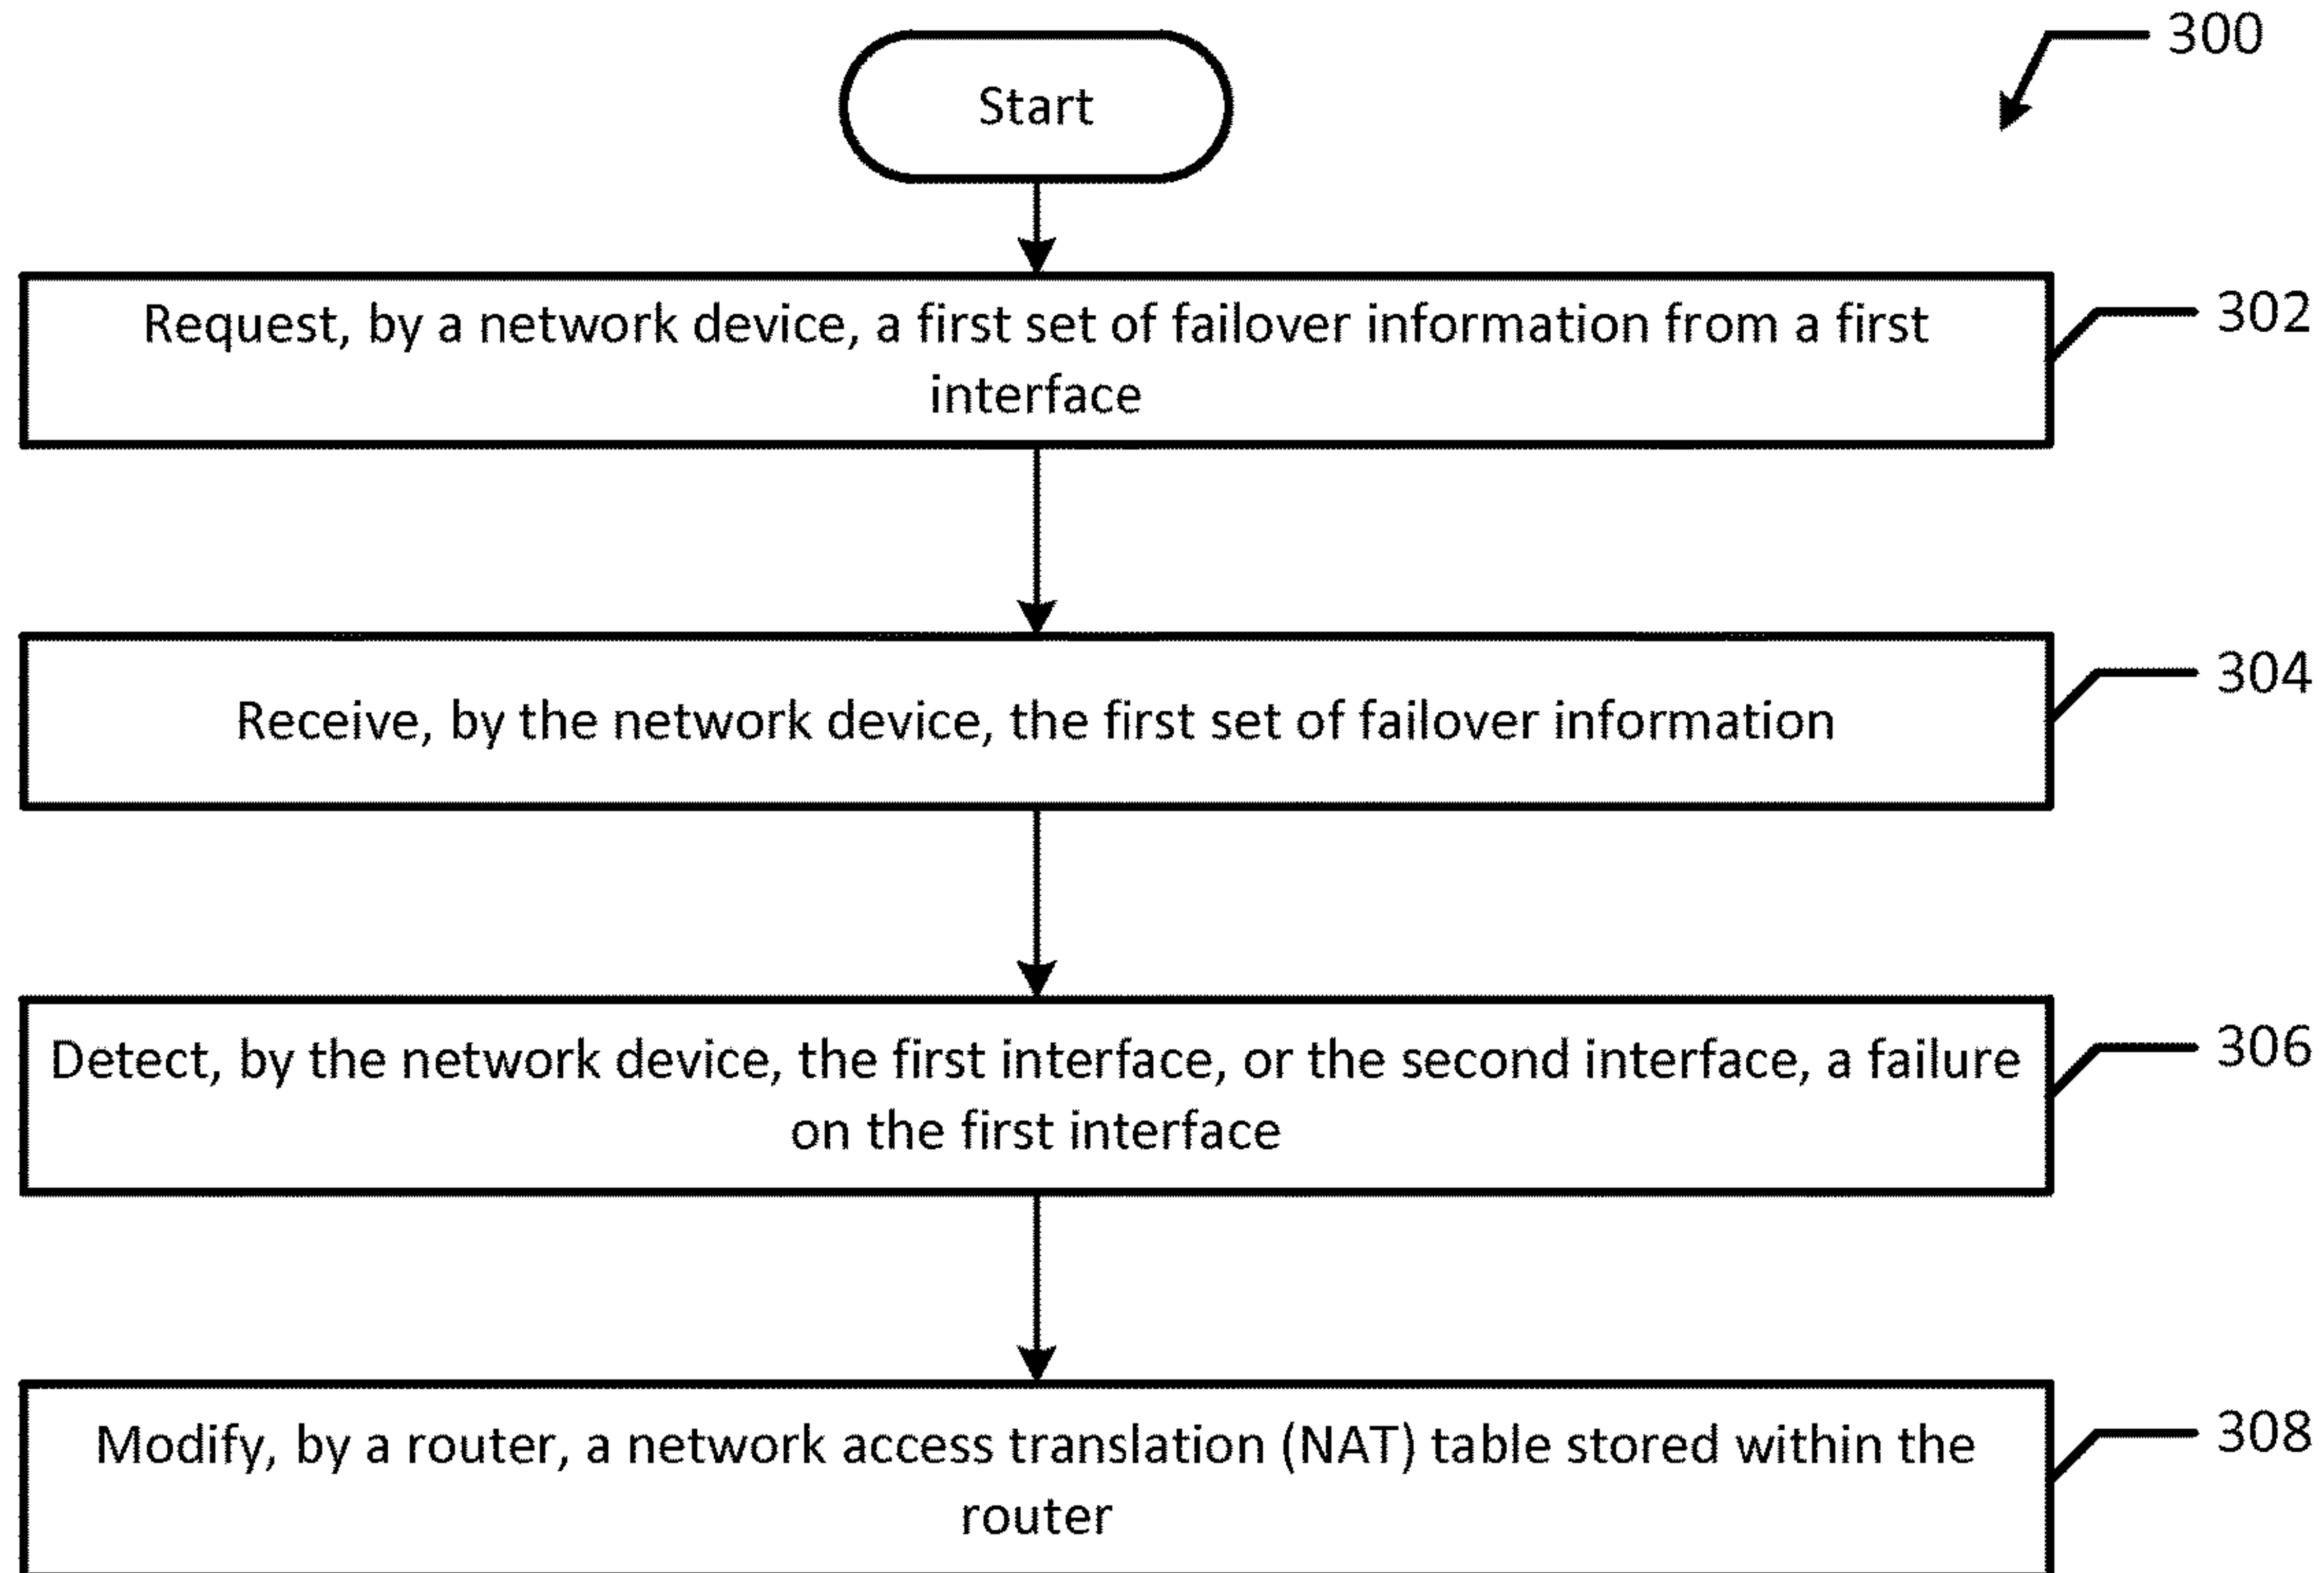 300
Start
Request, by a network device, a first set of failover information from a first
interface
302
Receive, by the network device, the first set of failover information
304
Detect, by the network device, the first interface, or the second interface, a failure
on the first interface
306
Modify, by a router, a network access translation (NAT) table stored within the
router
308